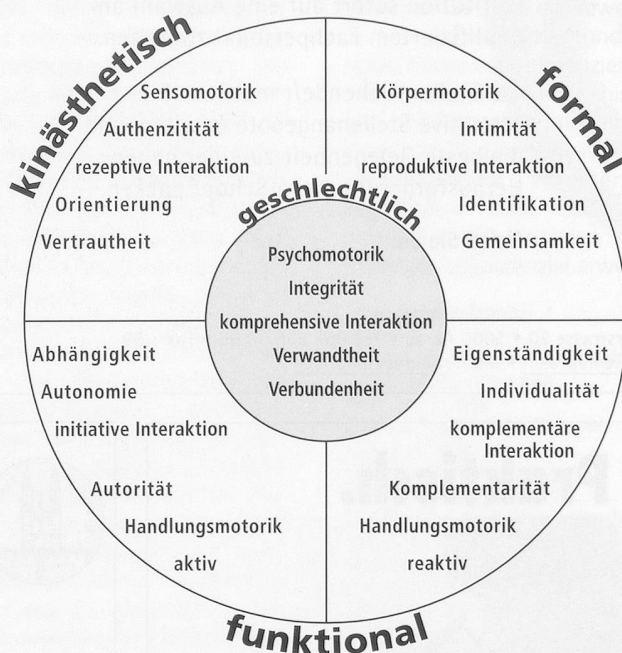 kinästhetisch
Sensomotorik
Authenzitität
rezeptive Interaktion
Orientierung
Vertrautheit
formal
Körpermotorik
Intimität
reproduktive Interaktion
Identifikation
Gemeinsamkeit
geschlechtlich
Psychomotorik
Integrität
komprehensive Interaktion
Verwandtheit
Verbundenheit
Abhängigkeit
Autonomie
initiative Interaktion
Autorität
Handlungsmotorik
aktiv
Eigenständigkeit
Individualität
komplementäre
Interaktion
Komplementarität
Handlungsmotorik
reaktiv
funktional